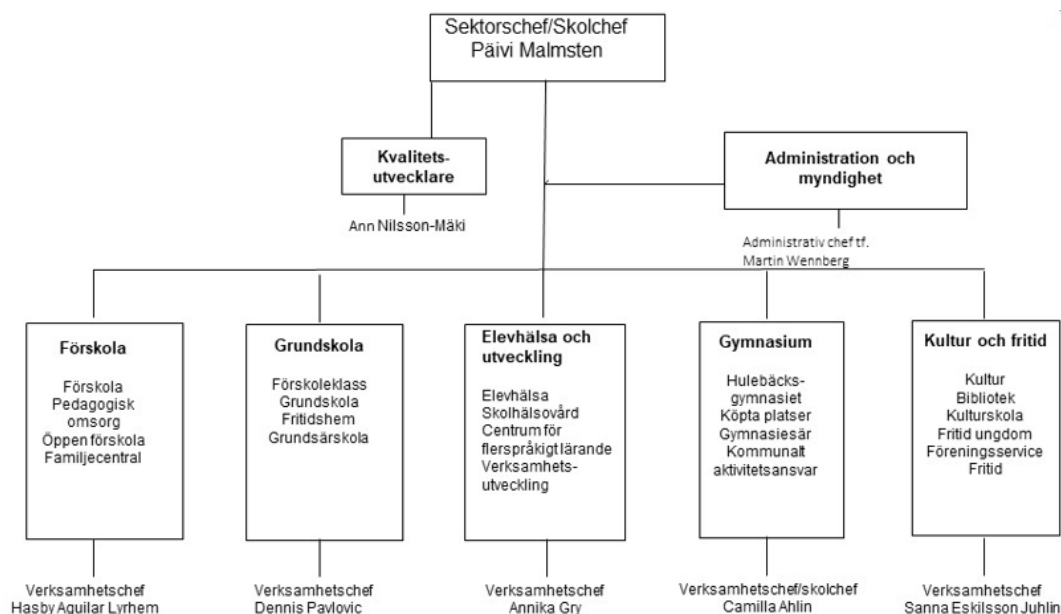 Sektorschef/Skolchef
Päivi Malmsten
Kvalitets-
utvecklare
Ann Nilsson-Mäki
Administration och
myndighet
Administrativ chef tf.
Martin Wennberg
Förskola
Förskola
Pedagogisk
omsorg
Öppen förskola
Familjecentral
Verksamhetschef
Hasby Aguilar Lyrhem
Grundskola
Förskoleklass
Grundskola
Fritidshem
Grundsärskola
Verksamhetschef
Dennis Pavlovic
Elevhälsa och
utveckling
Elevhälsa
Skolhälsovård
Centrum för
flerspråkigt lärande
Verksamhets-
utveckling
Verksamhetschef
Annika Gry
Gymnasium
Hulebäcks-
gymnasiet
Köpta platser
Gymnasiesär
Kommunalt
aktivitetsansvar
Verksamhetschef/skolchef
Camilla Ahlin
Kultur och fritid
Kultur
Bibliotek
Kulturskola
Fritid ungdom
Föreningsservice
Fritid
Verksamhetschef
Sanna Eskilsson Juhlin